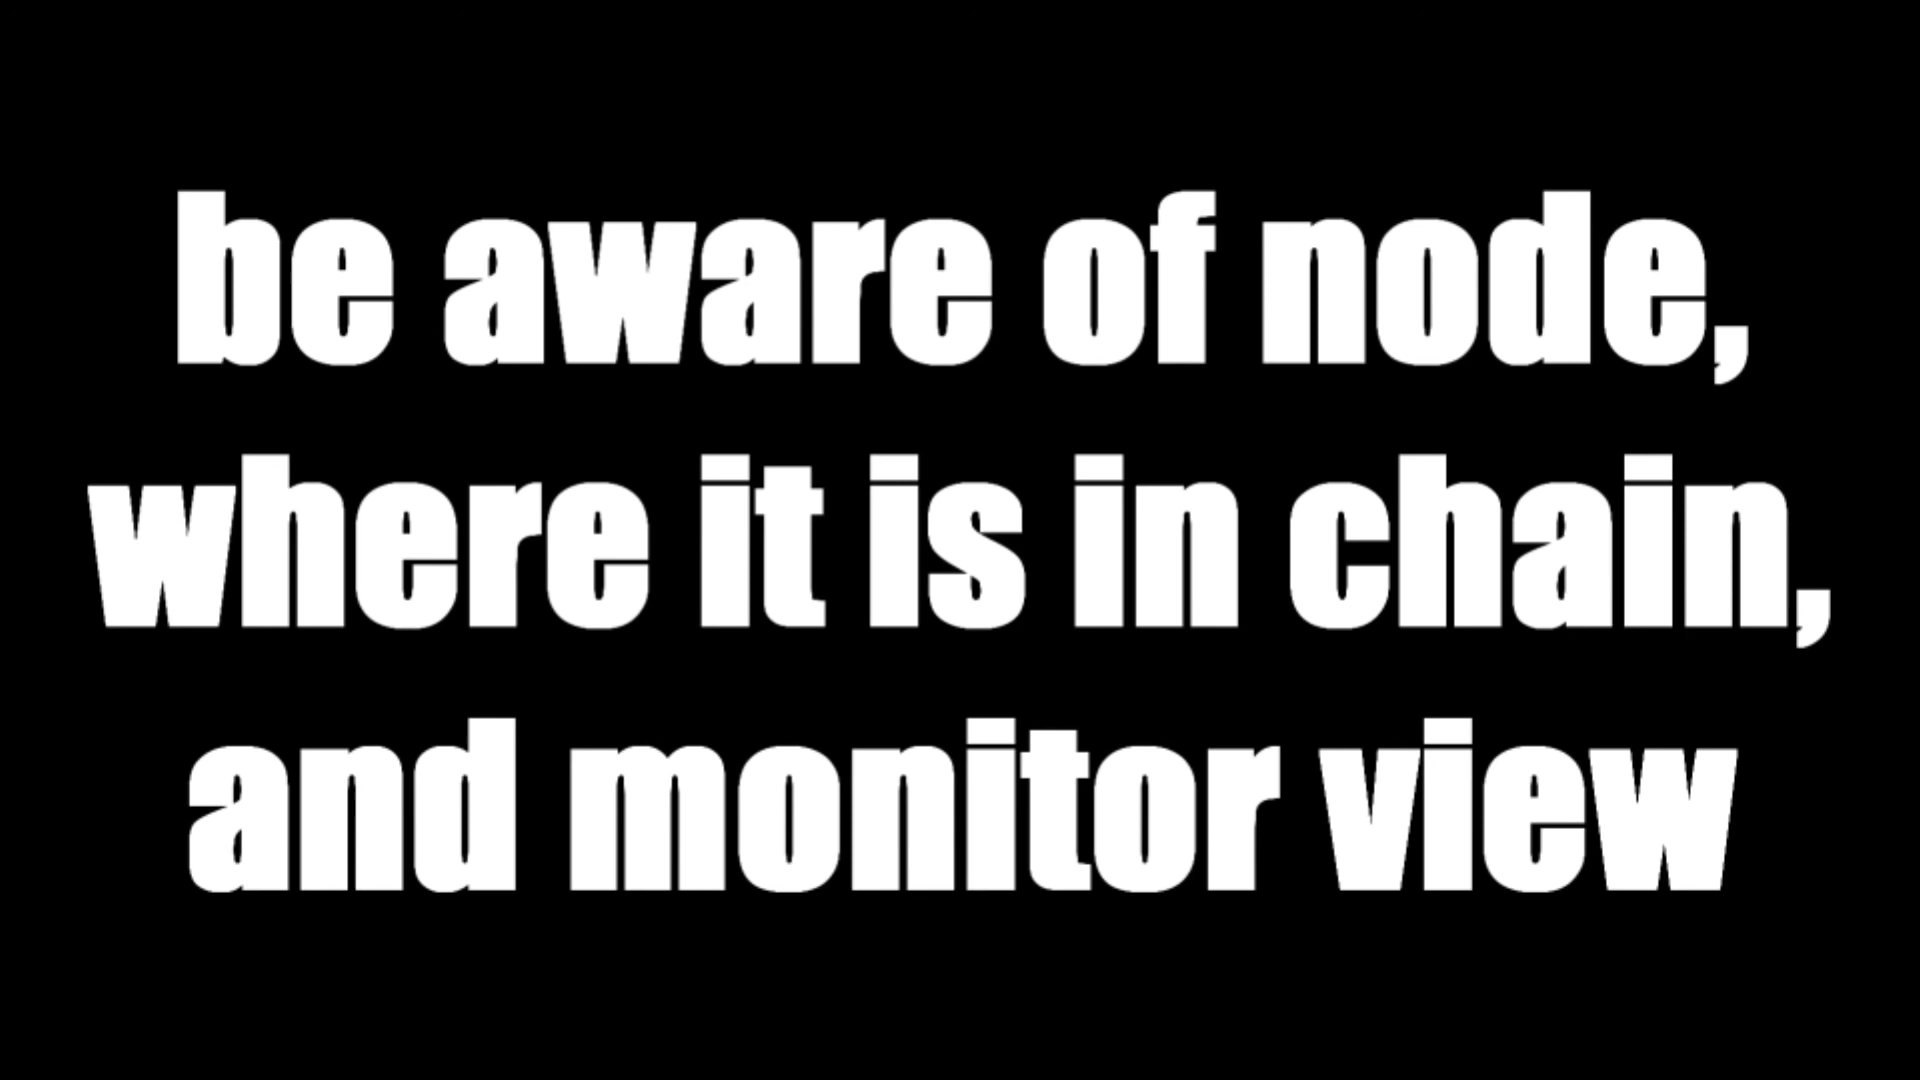 be aware of node,
where it is in chain,
and monitor view